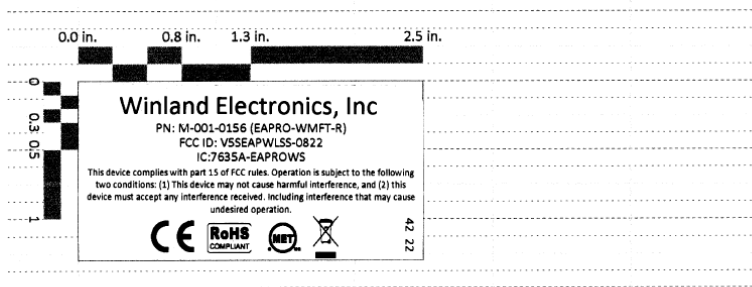 0.0 in. 0.8 in. 1.3 in. 2.5 in.
0
0.3
0.5
1
Winland Electronics, Inc
PN: M-001-0156 (EAPRO-WMFT-R)
FCC ID: V5SEAPWLSS-0822
IC:7635A-EAPROWS
This device complies with part 15 of FCC rules. Operation is subject to the following
two conditions: (1) This device may not cause harmful interference, and (2) this
device must accept any interference received. Including interference that may cause
undesired operation.
CE
RoHS
COMPLIANT
MET
42 22